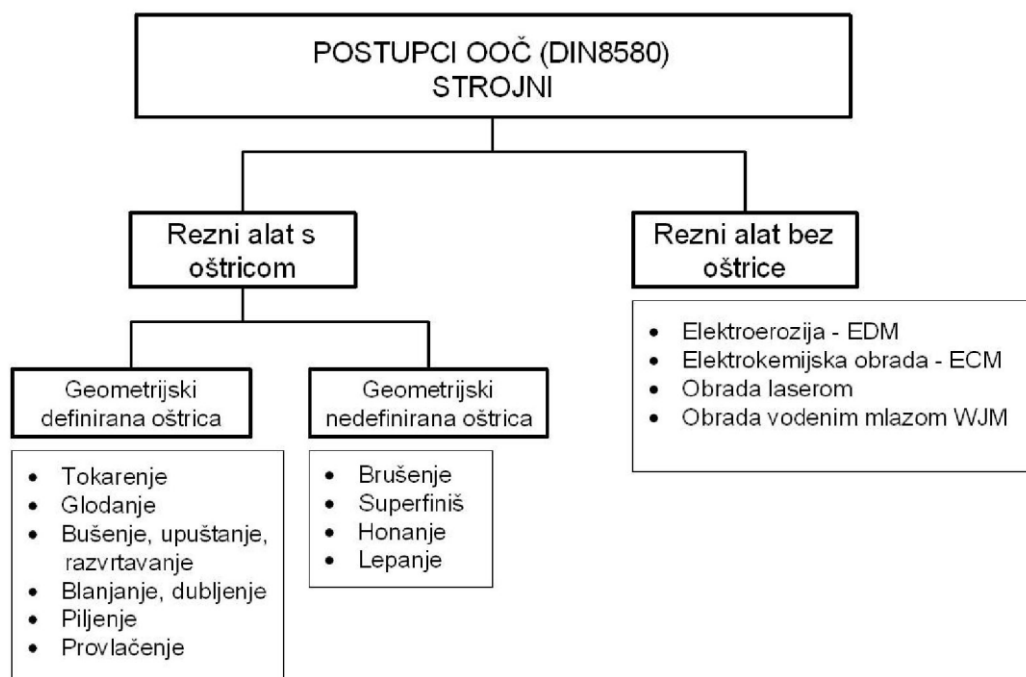 POSTUPCI OOČ (DIN8580)
STROJNI
Rezni alat s
oštricom
Rezni alat bez
oštrice
Geometrijski
definirana oštrica
Geometrijski
nedefinirana oštrica
• Elektroerozija - EDM
• Elektrokemijska obrada - ECM
• Obrada laserom
• Obrada vodenim mlazom WJM
• Tokarenje
• Glodanje
• Bušenje, upuštanje,
razvrtavanje
• Blanjanje, dubljenje
• Piljenje
• Provlačenje
• Brušenje
• Superfiniš
• Honanje
• Lepanje